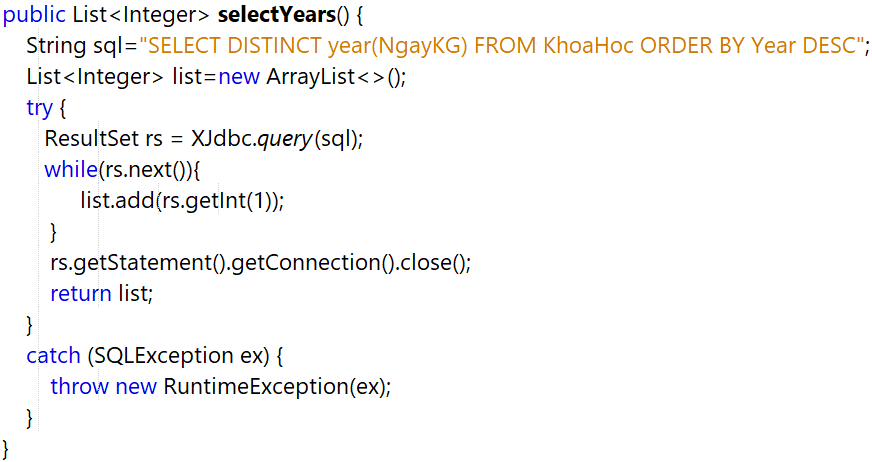 public List<Integer> selectYears() {
String sql="SELECT DISTINCT year(NgayKG) FROM KhoaHoc ORDER BY Year DESC";
List<Integer> list=new ArrayList<>();
try {
ResultSet rs = XJdbc.query(sql);
while(rs.next()){
list.add(rs.getInt(1));
}
rs.getStatement().getConnection().close();
return list;
}
catch (SQLException ex) {
throw new RuntimeException(ex);
}
}